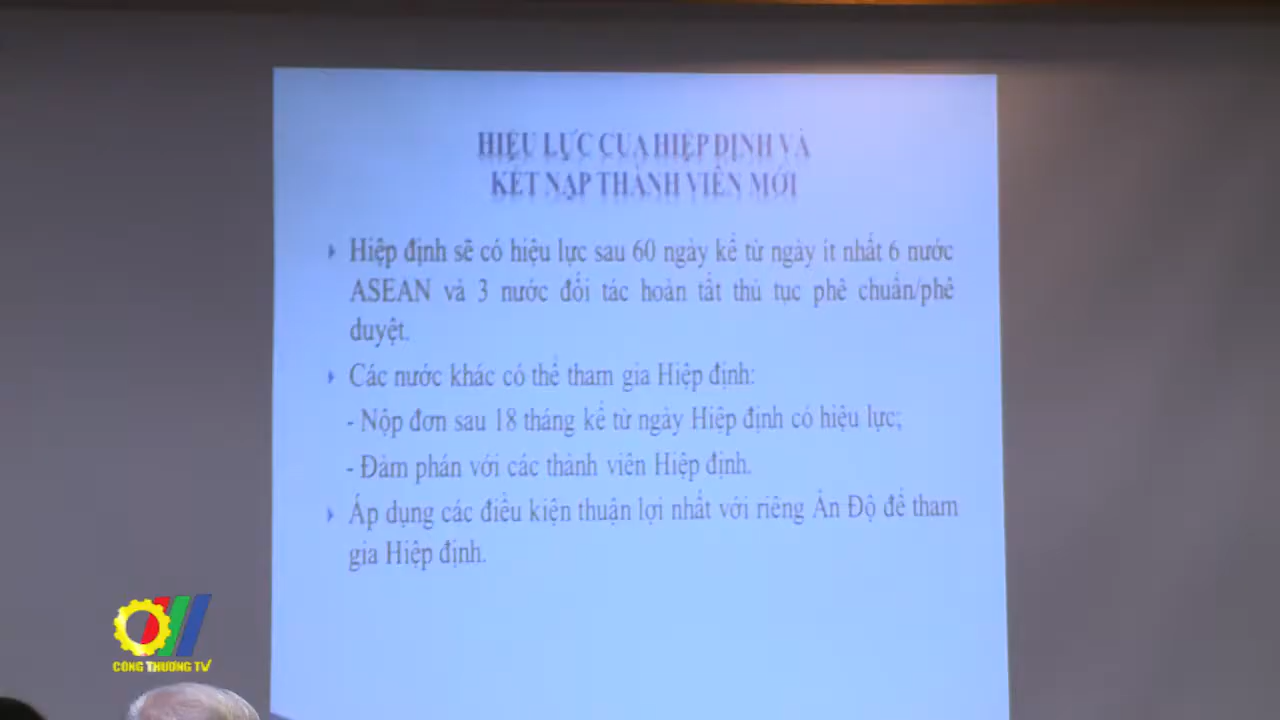 HIỆU LỰC CỦA HIỆP ĐỊNH VÀ
KẾT NẠP THÀNH VIÊN MỚI
Hiệp định sẽ có hiệu lực sau 60 ngày kể từ ngày ít nhất 6 nước
ASEAN và 3 nước đối tác hoàn tất thủ tục phê chuẩn/phê
duyệt.
Các nước khác có thể tham gia Hiệp định:
- Nộp đơn sau 18 tháng kể từ ngày Hiệp định có hiệu lực;
- Đàm phán với các thành viên Hiệp định.
Áp dụng các điều kiện thuận lợi nhất với riêng Ấn Độ để tham
gia Hiệp định.
CÔNG THƯƠNG TV